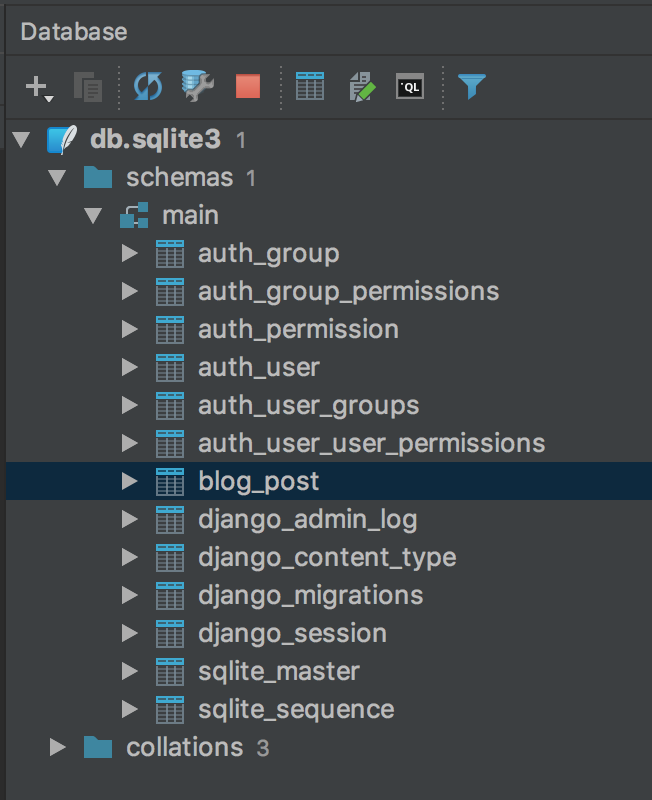 Database
QL
db.sqlite3 1
schemas 1
main
auth_group
auth_group_permissions
auth_permission
auth_user
auth_user_groups
auth_user_user_permissions
blog_post
django_admin_log
django_content_type
django_migrations
django_session
sqlite_master
sqlite_sequence
collations 3